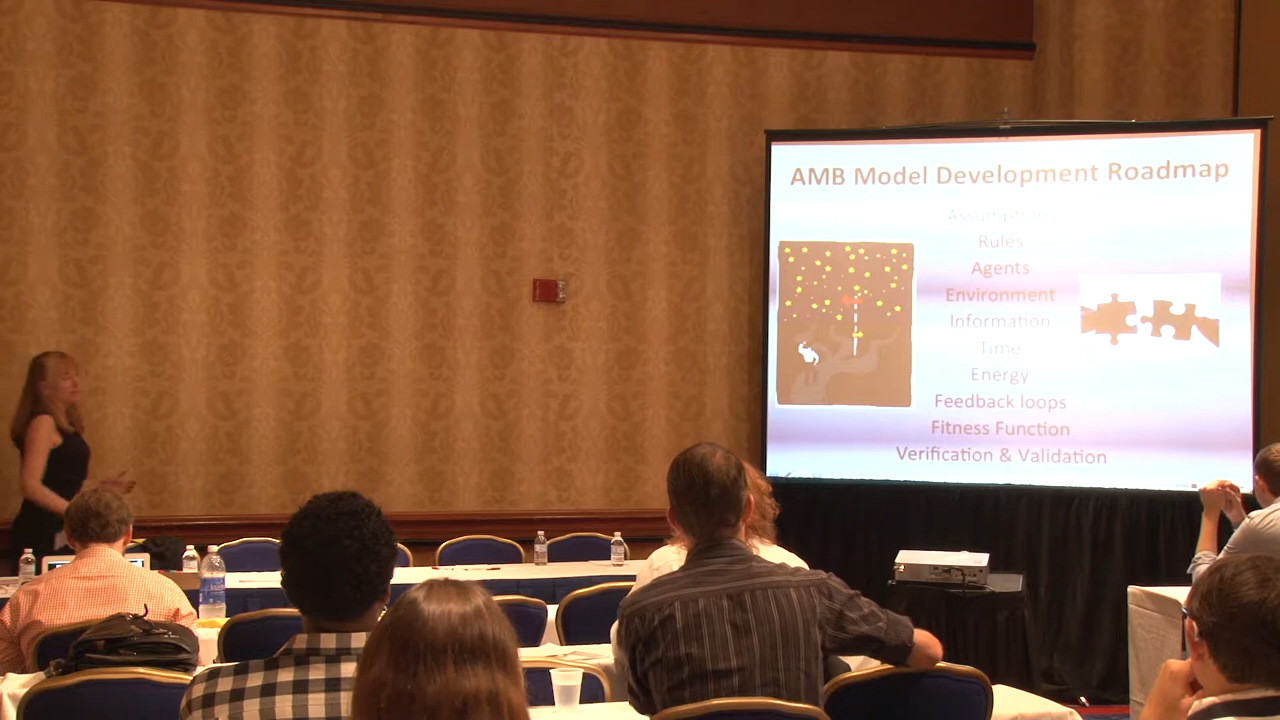 AMB Model Development Roadmap
Assumptions
Rules
Agents
Environment
Information
Time
Energy
Feedback loops
Fitness Function
Verification & Validation